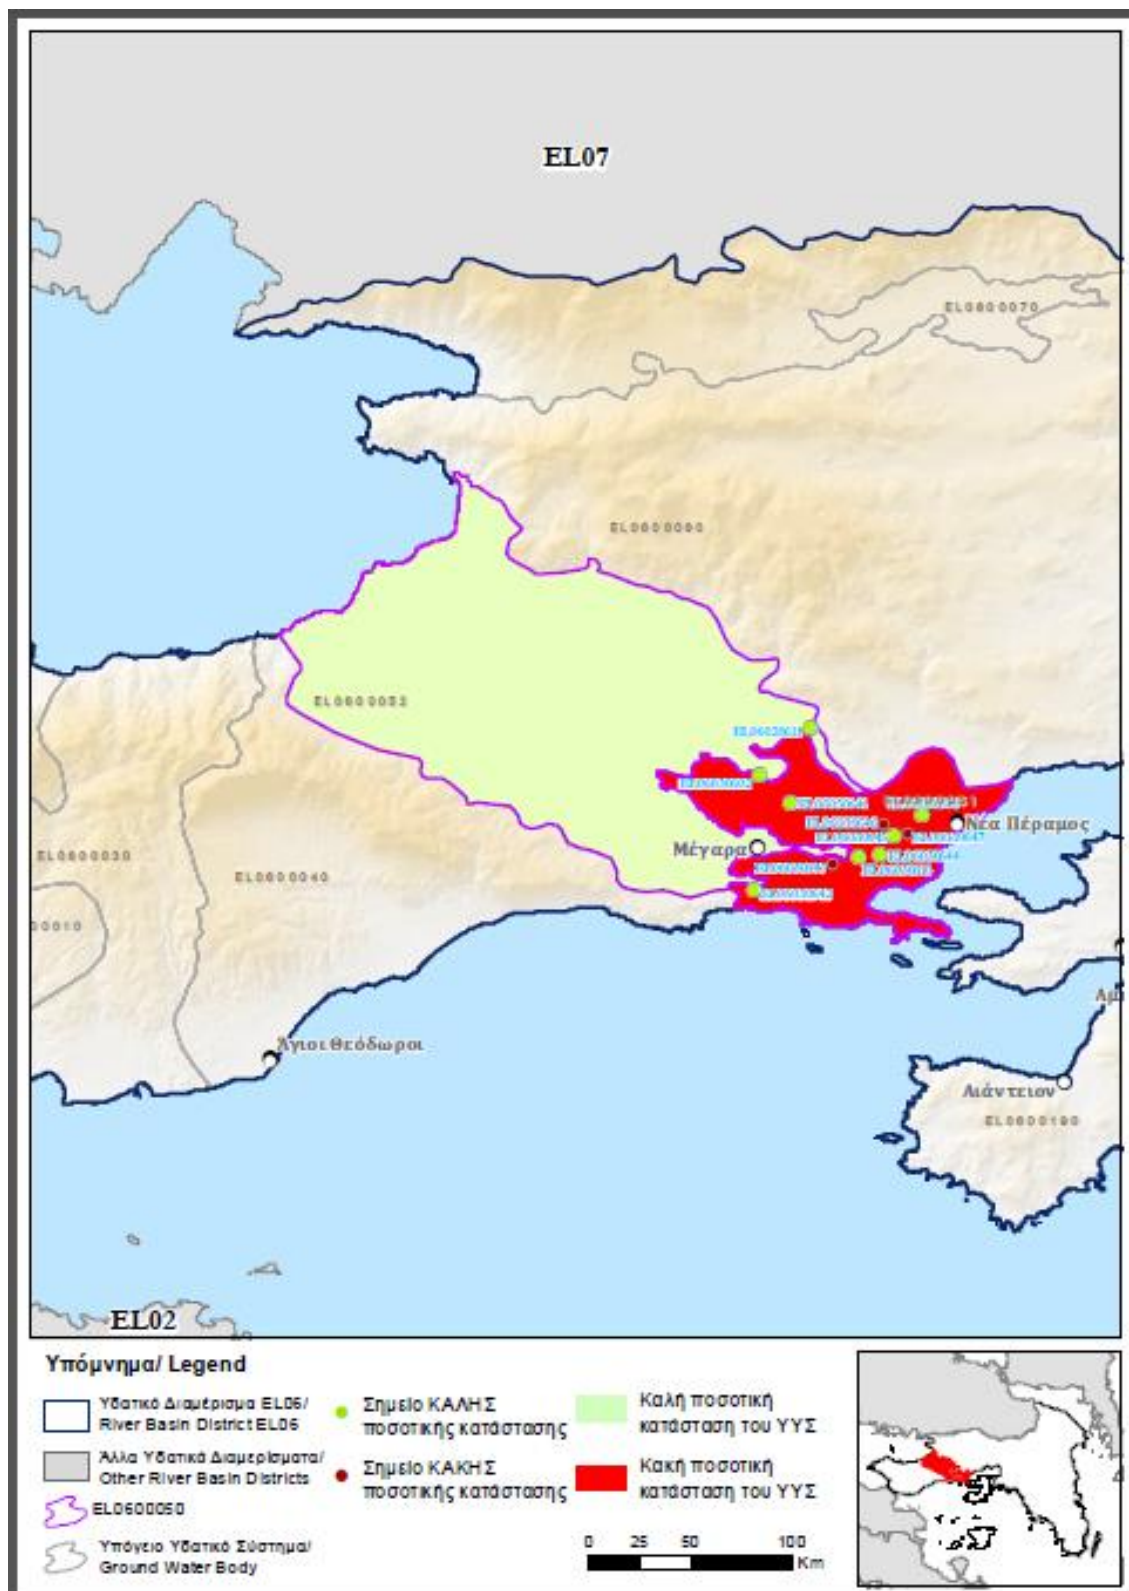 EL07
EL0600070
EL0600090
EL0600052
EL06020618
Μέγαρα
Νέα Πέραμος
EL0600030
EL0600040
Άγιοι Θεόδωροι
Αιάντειον
EL0600190
EL02
Υπόμνημα/ Legend
Υδατικό Διαμέρισμα EL06/
River Basin District EL06
Άλλα Υδατικά Διαμερίσματα/
Other River Basin Districts
EL0600050
Υπόγειο Υδατικό Σύστημα/
Ground Water Body
Σημείο ΚΑΛΗΣ
ποσοτικής κατάστασης
Σημείο ΚΑΚΗΣ
ποσοτικής κατάστασης
Καλή ποσοτική
κατάσταση του ΥΥΣ
Κακή ποσοτική
κατάσταση του ΥΥΣ
0 25 50 100
Km